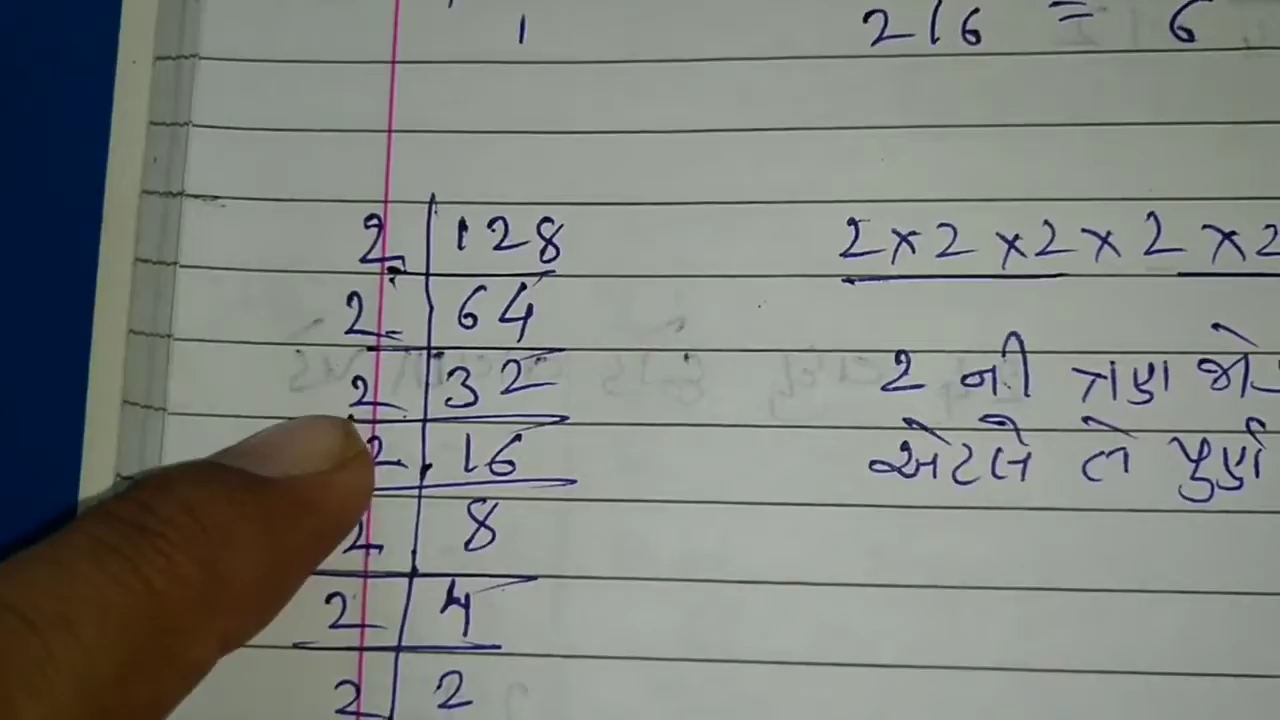 1
216 = 6
2 | 128
2 | 64
2 | 32
2 | 16
2 | 8
2 | 4
2 | 2
2 × 2 × 2 × 2 × 2
2 ની ત્રણ જો
એટલે તે પુર્ણ